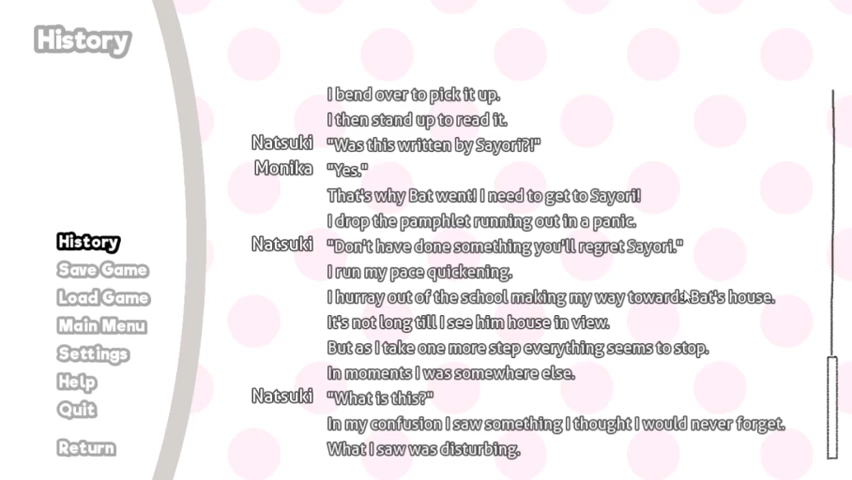 History
I bend over to pick it up.
I then stand up to read it.
Natsuki "Was this written by Sayori?!"
Monika "Yes."
That's why Bat went! I need to get to Sayori!
I drop the pamphlet running out in a panic.
Natsuki "Don't have done something you'll regret Sayori."
I run my pace quickening.
I hurray out of the school making my way towards Bat's house.
It's not long till I see him house in view.
But as I take one more step everything seems to stop.
In moments I was somewhere else.
Natsuki "What is this?"
In my confusion I saw something I thought I would never forget.
What I saw was disturbing.
History
Save Game
Load Game
Main Menu
Settings
Help
Quit
Return